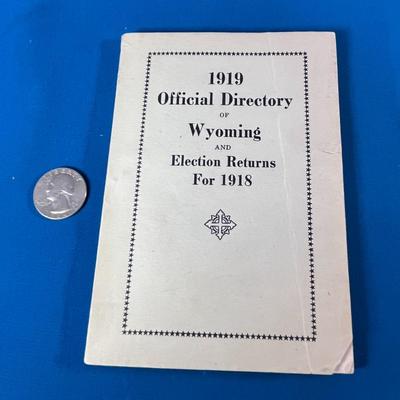 1919
Official Directory
OF
Wyoming
AND
Election Returns
For 1918